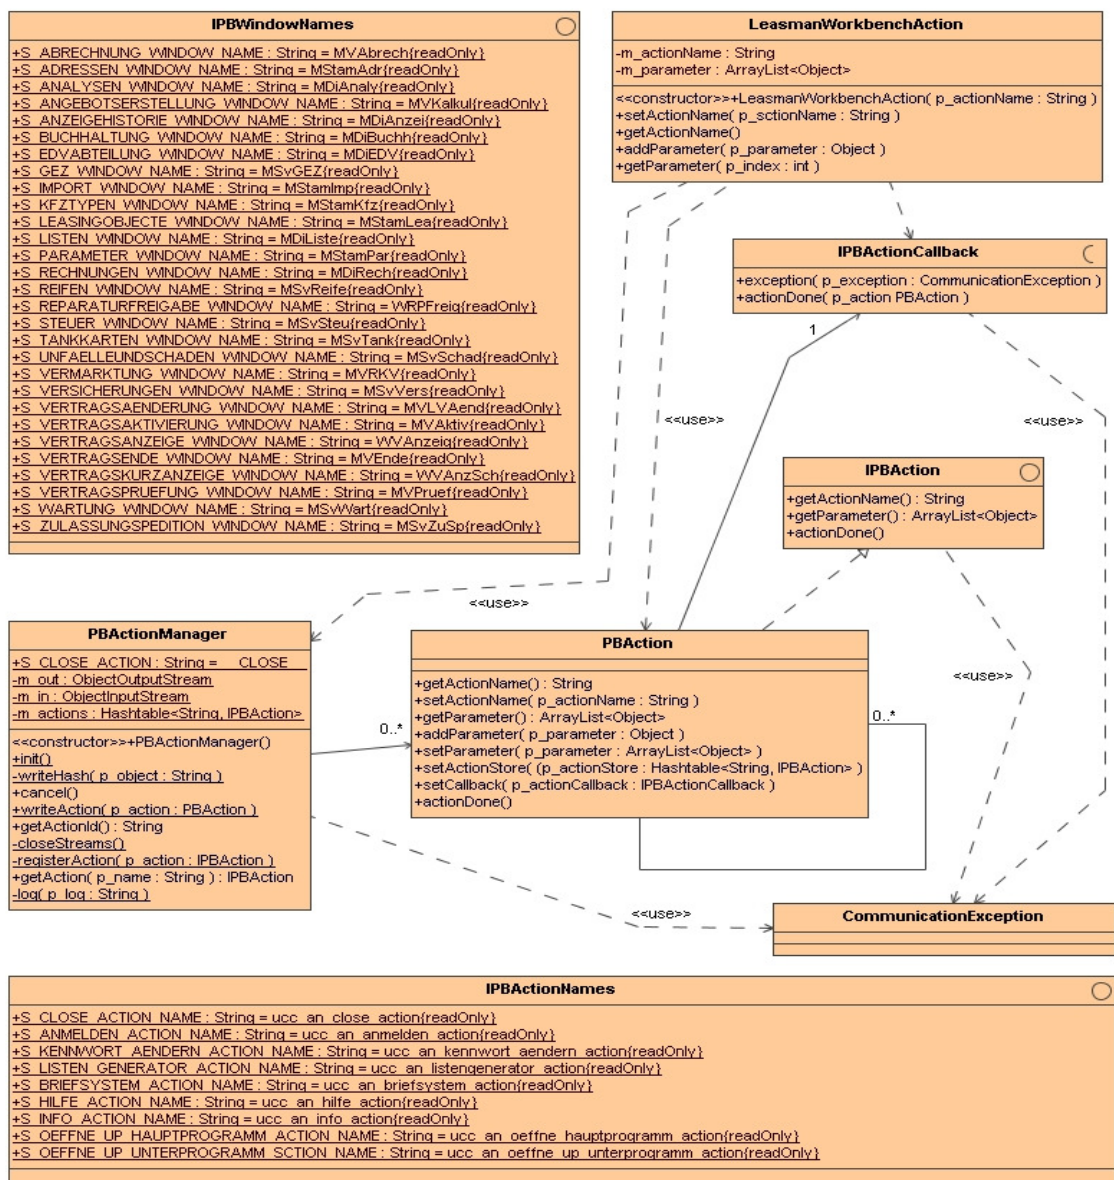 IPBWindowNames
+S_ABRECHNUNG_WINDOW_NAME : String = MVAbrech{readOnly}
+S_ADRESSEN_WINDOW_NAME : String = MStamAdr{readOnly}
+S_ANALYSEN_WINDOW_NAME : String = MDiAnaly{readOnly}
+S_ANGEBOTSERSTELLUNG_WINDOW_NAME : String = MVKalkul{readOnly}
+S_ANZEIGEHISTORIE_WINDOW_NAME : String = MDiAnzei{readOnly}
+S_BUCHHALTUNG_WINDOW_NAME : String = MDiBuchh{readOnly}
+S_EDVABTEILUNG_WINDOW_NAME : String = MDiEDV{readOnly}
+S_GEZ_WINDOW_NAME : String = MSvGEZ{readOnly}
+S_IMPORT_WINDOW_NAME : String = MStamImp{readOnly}
+S_KFZTYPEN_WINDOW_NAME : String = MStamKfz{readOnly}
+S_LEASINGOBJECTE_WINDOW_NAME : String = MStamLea{readOnly}
+S_LISTEN_WINDOW_NAME : String = MDiListe{readOnly}
+S_PARAMETER_WINDOW_NAME : String = MStamPar{readOnly}
+S_RECHNUNGEN_WINDOW_NAME : String = MDiRech{readOnly}
+S_REIFEN_WINDOW_NAME : String = MSvReife{readOnly}
+S_REPARATURFREIGABE_WINDOW_NAME : String = WRPFreig{readOnly}
+S_STEUER_WINDOW_NAME : String = MSvSteu{readOnly}
+S_TANKKARTEN_WINDOW_NAME : String = MSvTank{readOnly}
+S_UNFAELLEUNDSCHADEN_WINDOW_NAME : String = MSvSchad{readOnly}
+S_VERMARKTUNG_WINDOW_NAME : String = MVRKV{readOnly}
+S_VERSICHERUNGEN_WINDOW_NAME : String = MSvVers{readOnly}
+S_VERTRAGSAENDERUNG_WINDOW_NAME : String = MVLVAend{readOnly}
+S_VERTRAGSAKTIVIERUNG_WINDOW_NAME : String = MVAktiv{readOnly}
+S_VERTRAGSANZEIGE_WINDOW_NAME : String = WVAnzeig{readOnly}
+S_VERTRAGSENDE_WINDOW_NAME : String = MVEnde{readOnly}
+S_VERTRAGSKURZANZEIGE_WINDOW_NAME : String = WVAnzSch{readOnly}
+S_VERTRAGSPRUEFUNG_WINDOW_NAME : String = MVPruef{readOnly}
+S_WARTUNG_WINDOW_NAME : String = MSvWart{readOnly}
+S_ZULASSUNGSPEDITION_WINDOW_NAME : String = MSvZuSp{readOnly}
LeasmanWorkbenchAction
-m_actionName : String
-m_parameter : ArrayList<Object>
<<constructor>>+LeasmanWorkbenchAction( p_actionName : String )
+setActionName( p_sctionName : String )
+getActionName()
+addParameter( p_parameter : Object )
+getParameter( p_index : int )
IPBActionCallback
+exception( p_exception : CommunicationException )
+actionDone( p_action PBAction )
1
<<use>>
<<use>>
IPBAction
+getActionName() : String
+getParameter() : ArrayList<Object>
+actionDone()
<<use>>
<<use>>
PBActionManager
+S_CLOSE_ACTION : String = __CLOSE__
-m_out : ObjectOutputStream
-m_in : ObjectInputStream
-m_actions : Hashtable<String, IPBAction>
<<constructor>>+PBActionManager()
+init()
-writeHash( p_object : String )
+cancel()
+writeAction( p_action : PBAction )
+getActionId() : String
-closeStreams()
-registerAction( p_action : IPBAction )
+getAction( p_name : String ) : IPBAction
-log( p_log : String )
0..*
PBAction
+getActionName() : String
+setActionName( p_actionName : String )
+getParameter() : ArrayList<Object>
+addParameter( p_parameter : Object )
+setParameter( p_parameter : ArrayList<Object> )
+setActionStore( (p_actionStore : Hashtable<String, IPBAction> )
+setCallback( p_actionCallback : IPBActionCallback )
+actionDone()
0..*
<<use>>
CommunicationException
IPBActionNames
+S_CLOSE_ACTION_NAME : String = ucc_an_close_action{readOnly}
+S_ANMELDEN_ACTION_NAME : String = ucc_an_anmelden_action{readOnly}
+S_KENNWORT_AENDERN_ACTION_NAME : String = ucc_an_kennwort_aendern_action{readOnly}
+S_LISTEN_GENERATOR_ACTION_NAME : String = ucc_an_listengenerator_action{readOnly}
+S_BRIEFSYSTEM_ACTION_NAME : String = ucc_an_briefsystem_action{readOnly}
+S_HILFE_ACTION_NAME : String = ucc_an_hilfe_action{readOnly}
+S_INFO_ACTION_NAME : String = ucc_an_info_action{readOnly}
+S_OEFFNE_UP_HAUPTPROGRAMM_ACTION_NAME : String = ucc_an_oeffne_hauptprogramm_action{readOnly}
+S_OEFFNE_UP_UNTERPROGRAMM_SCTION_NAME : String = ucc_an_oeffne_up_unterprogramm_action{readOnly}